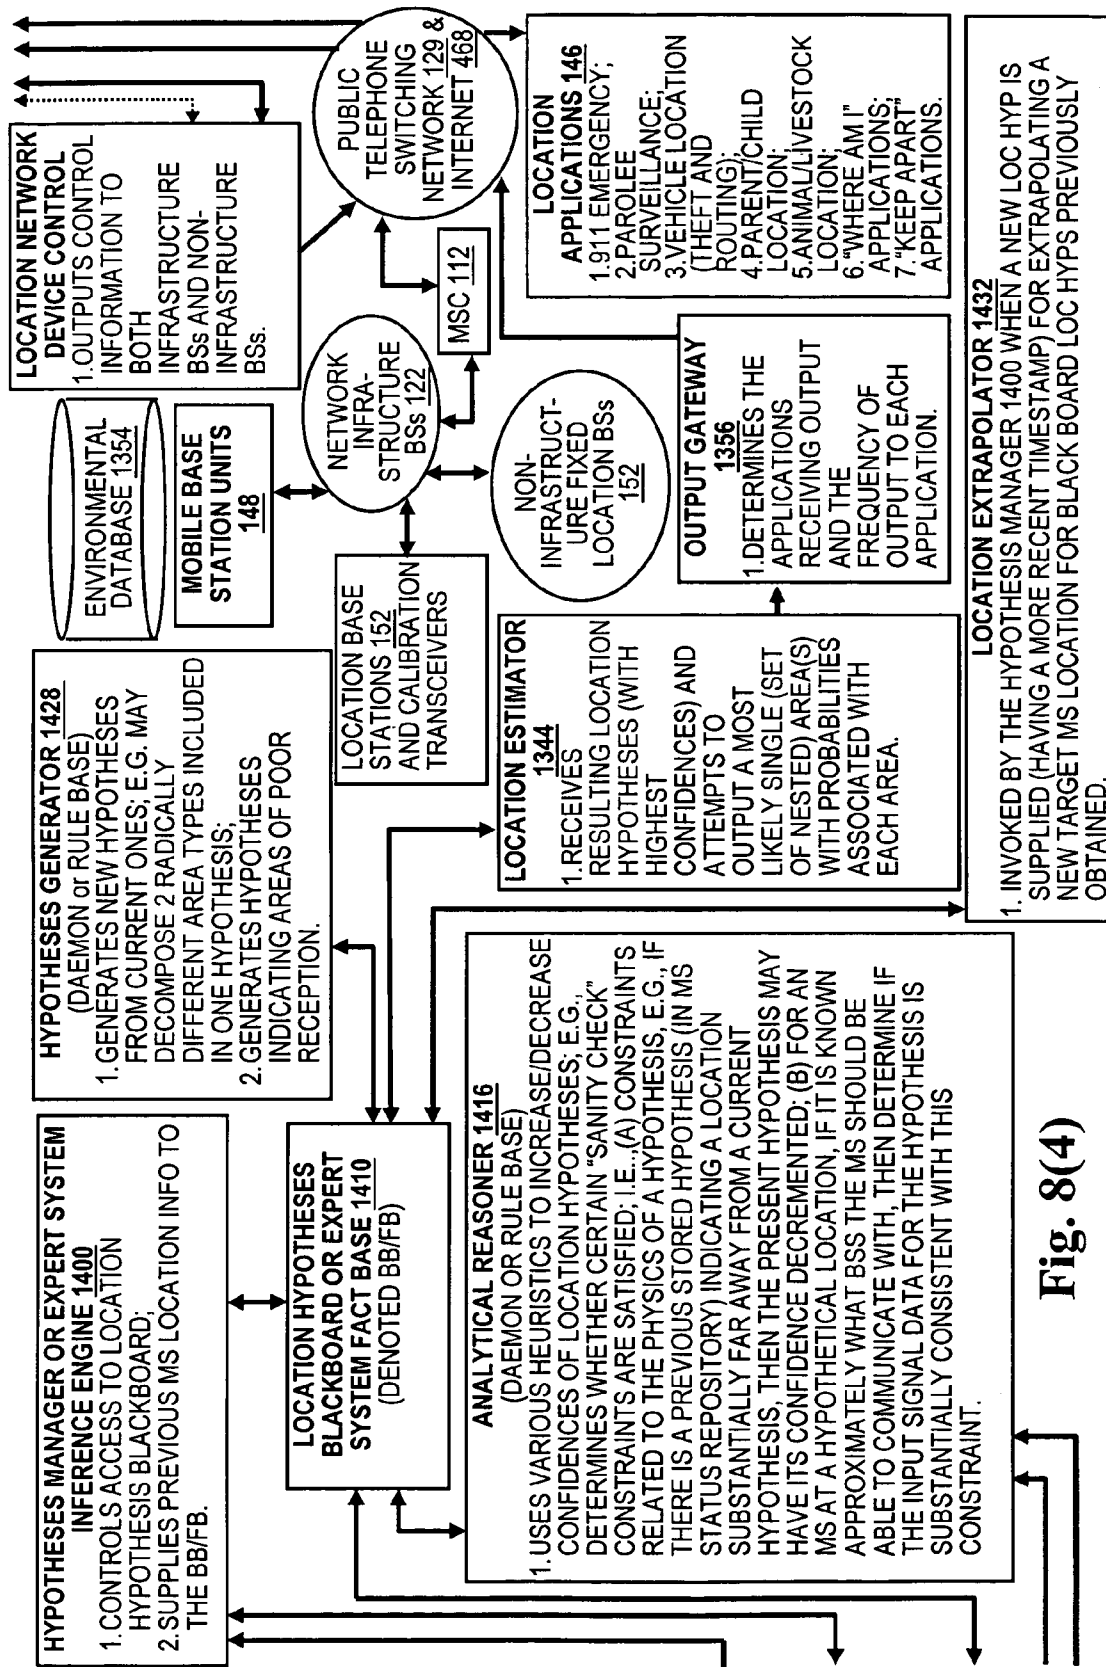 HYPOTHESES MANAGER OR EXPERT SYSTEM
INFERENCE ENGINE 1400
1. CONTROLS ACCESS TO LOCATION
HYPOTHESIS BLACKBOARD;
2. SUPPLIES PREVIOUS MS LOCATION INFO TO
THE BB/FB.
HYPOTHESES GENERATOR 1428
(DAEMON or RULE BASE)
1. GENERATES NEW HYPOTHESES
FROM CURRENT ONES; E.G. MAY
DECOMPOSE 2 RADICALLY
DIFFERENT AREA TYPES INCLUDED
IN ONE HYPOTHESIS;
2. GENERATES HYPOTHESES
INDICATING AREAS OF POOR
RECEPTION.
ENVIRONMENTAL
DATABASE 1354
MOBILE BASE
STATION UNITS
148
LOCATION NETWORK
DEVICE CONTROL
1. OUTPUTS CONTROL
INFORMATION TO
BOTH
INFRASTRUCTURE
BSs AND NON-
INFRASTRUCTURE
BSs.
LOCATION HYPOTHESES
BLACKBOARD OR EXPERT
SYSTEM FACT BASE 1410
(DENOTED BB/FB)
LOCATION BASE
STATIONS 152
AND CALIBRATION
TRANSCEIVERS
NETWORK
INFRA-
STRUCTURE
BSs 122
MSC 112
PUBLIC
TELEPHONE
SWITCHING
NETWORK 129 &
INTERNET 468
NON-
INFRASTRUCT-
URE FIXED
LOCATION BSs
152
ANALYTICAL REASONER 1416
(DAEMON OR RULE BASE)
1. USES VARIOUS HEURISTICS TO INCREASE/DECREASE
CONFIDENCES OF LOCATION HYPOTHESES; E.G.,
DETERMINES WHETHER CERTAIN "SANITY CHECK"
CONSTRAINTS ARE SATISFIED; I.E..,(A) CONSTRAINTS
RELATED TO THE PHYSICS OF A HYPOTHESIS, E.G., IF
THERE IS A PREVIOUS STORED HYPOTHESIS (IN MS
STATUS REPOSITORY) INDICATING A LOCATION
SUBSTANTIALLY FAR AWAY FROM A CURRENT
HYPOTHESIS, THEN THE PRESENT HYPOTHESIS MAY
HAVE ITS CONFIDENCE DECREMENTED; (B) FOR AN
MS AT A HYPOTHETICAL LOCATION, IF IT IS KNOWN
APPROXIMATELY WHAT BSS THE MS SHOULD BE
ABLE TO COMMUNICATE WITH, THEN DETERMINE IF
THE INPUT SIGNAL DATA FOR THE HYPOTHESIS IS
SUBSTANTIALLY CONSISTENT WITH THIS
CONSTRAINT.
LOCATION ESTIMATOR
1344
1. RECEIVES
RESULTING LOCATION
HYPOTHESES (WITH
HIGHEST
CONFIDENCES) AND
ATTEMPTS TO
OUTPUT A MOST
LIKELY SINGLE (SET
OF NESTED) AREA(S)
WITH PROBABILITIES
ASSOCIATED WITH
EACH AREA.
OUTPUT GATEWAY
1356
1. DETERMINES THE
APPLICATIONS
RECEIVING OUTPUT
AND THE
FREQUENCY OF
OUTPUT TO EACH
APPLICATION.
LOCATION
APPLICATIONS 146
1. 911 EMERGENCY;
2. PAROLEE
SURVEILLANCE;
3. VEHICLE LOCATION
(THEFT AND
ROUTING);
4. PARENT/CHILD
LOCATION;
5. ANIMAL/LIVESTOCK
LOCATION;
6. "WHERE AM I"
APPLICATIONS;
7. "KEEP APART"
APPLICATIONS.
LOCATION EXTRAPOLATOR 1432
1. INVOKED BY THE HYPOTHESIS MANAGER 1400 WHEN A NEW LOC HYP IS
SUPPLIED (HAVING A MORE RECENT TIMESTAMP) FOR EXTRAPOLATING A
NEW TARGET MS LOCATION FOR BLACK BOARD LOC HYPS PREVIOUSLY
OBTAINED.
Fig. 8(4)